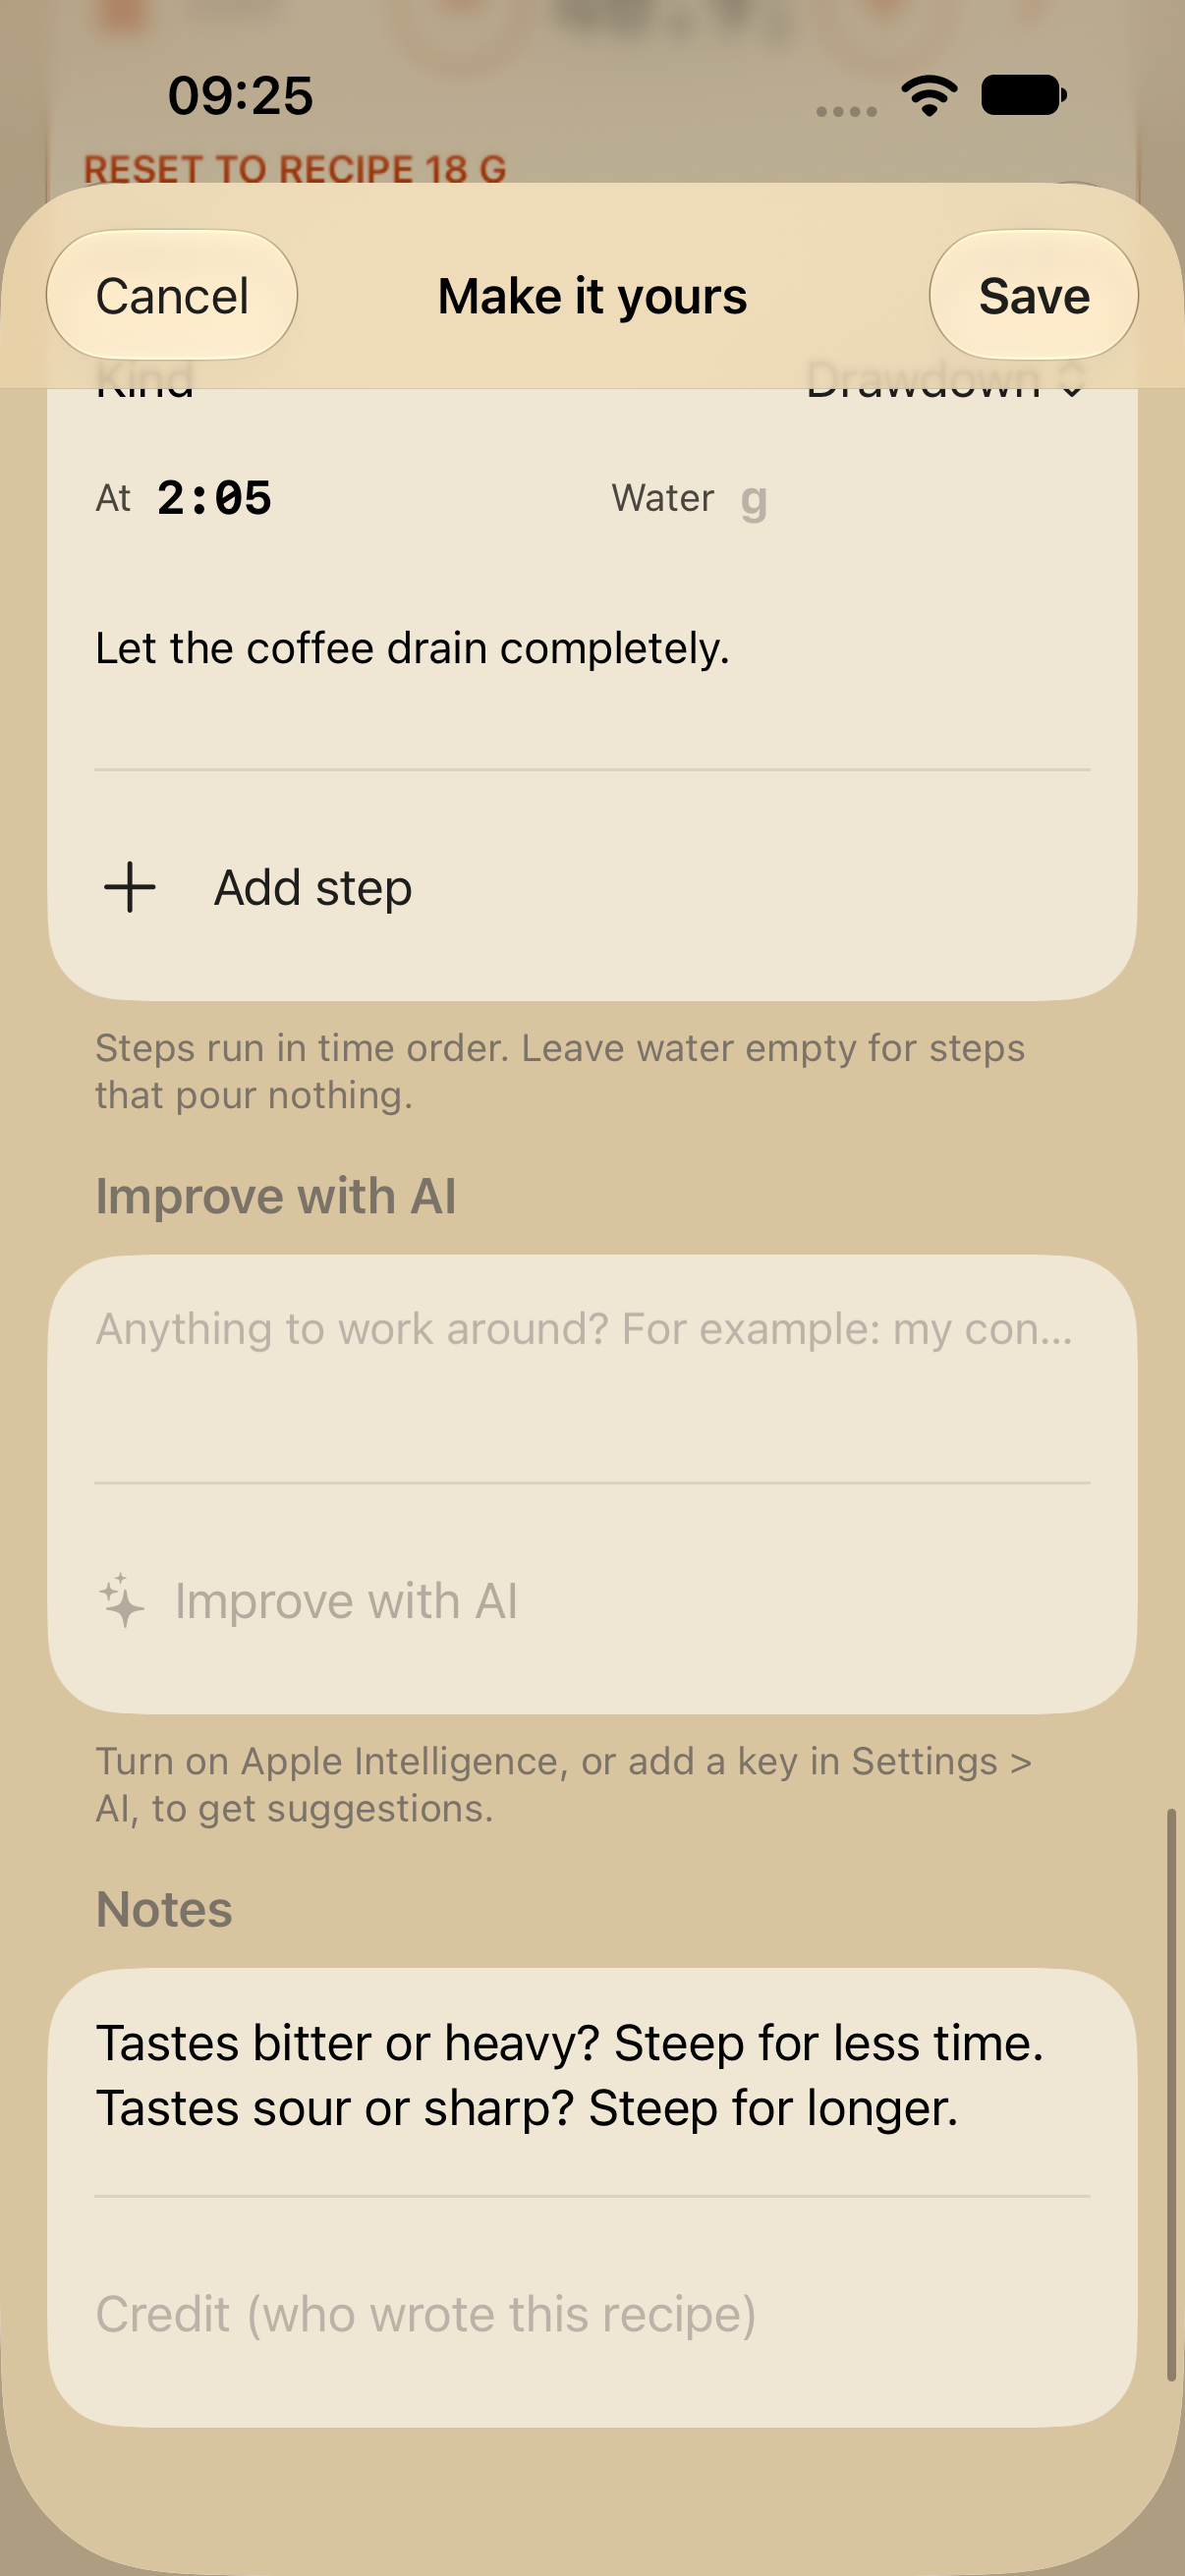 09:25
RESET TO RECIPE 18 G
Cancel
Make it yours
Save
Kind
Drawdown
At 2:05
Water g
Let the coffee drain completely.
Add step
Steps run in time order. Leave water empty for steps
that pour nothing.
Improve with AI
Anything to work around? For example: my con...
Improve with AI
Turn on Apple Intelligence, or add a key in Settings >
AI, to get suggestions.
Notes
Tastes bitter or heavy? Steep for less time.
Tastes sour or sharp? Steep for longer.
Credit (who wrote this recipe)